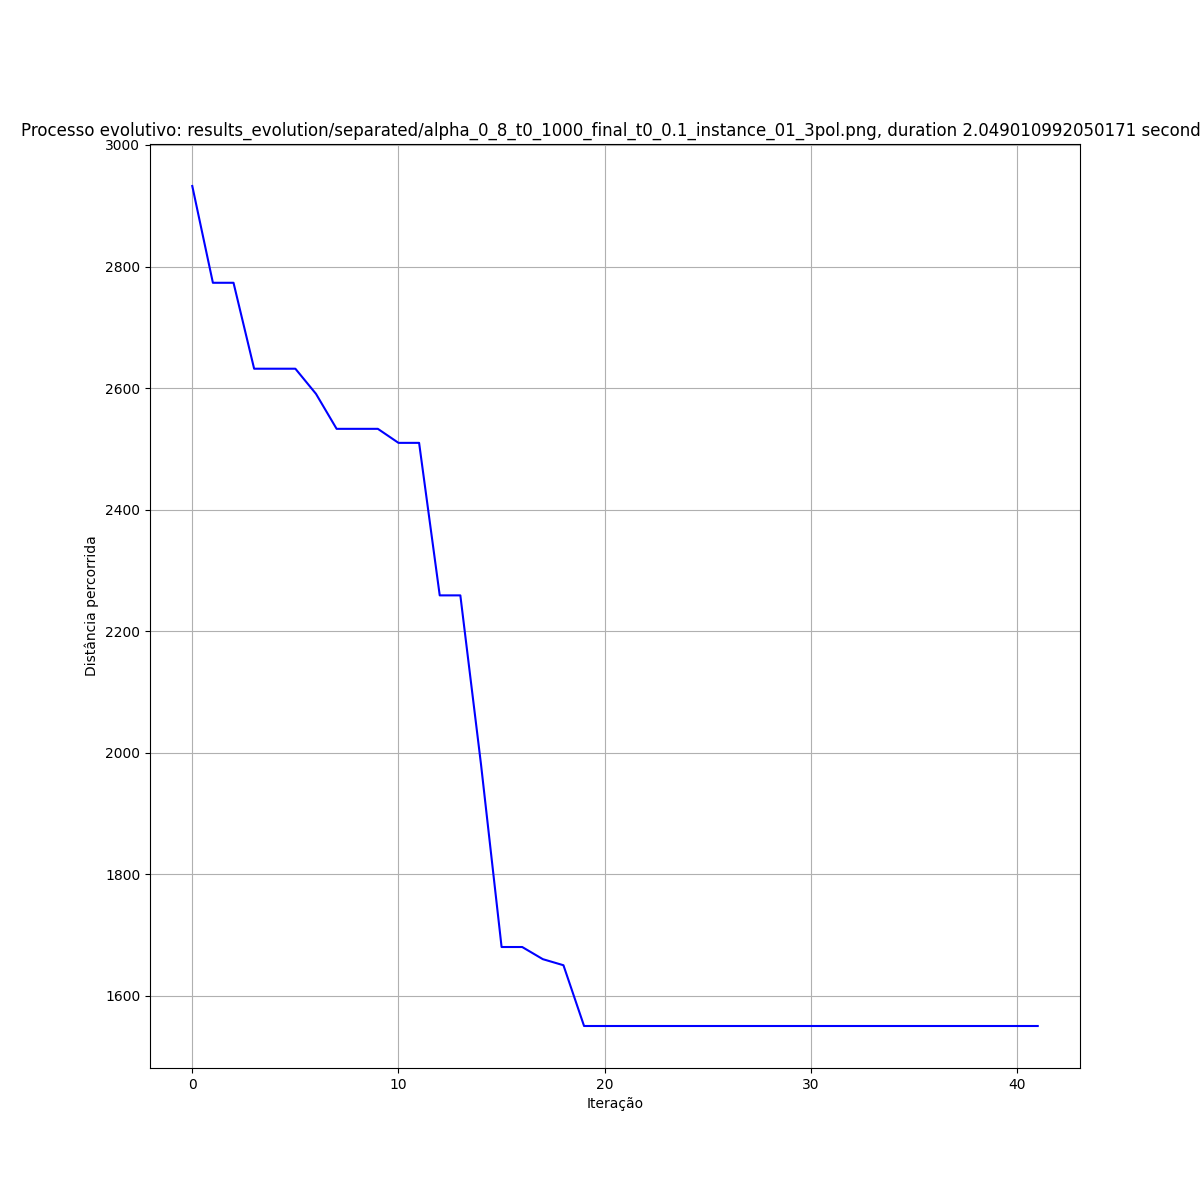 Processo evolutivo: results_evolution/separated/alpha_0_8_t0_1000_final_t0_0.1_instance_01_3pol.png, duration 2.049010992050171 second
3000
2800
2600
2400
2200
2000
1800
1600
Distância percorrida
0 10 20 30 40
Iteração